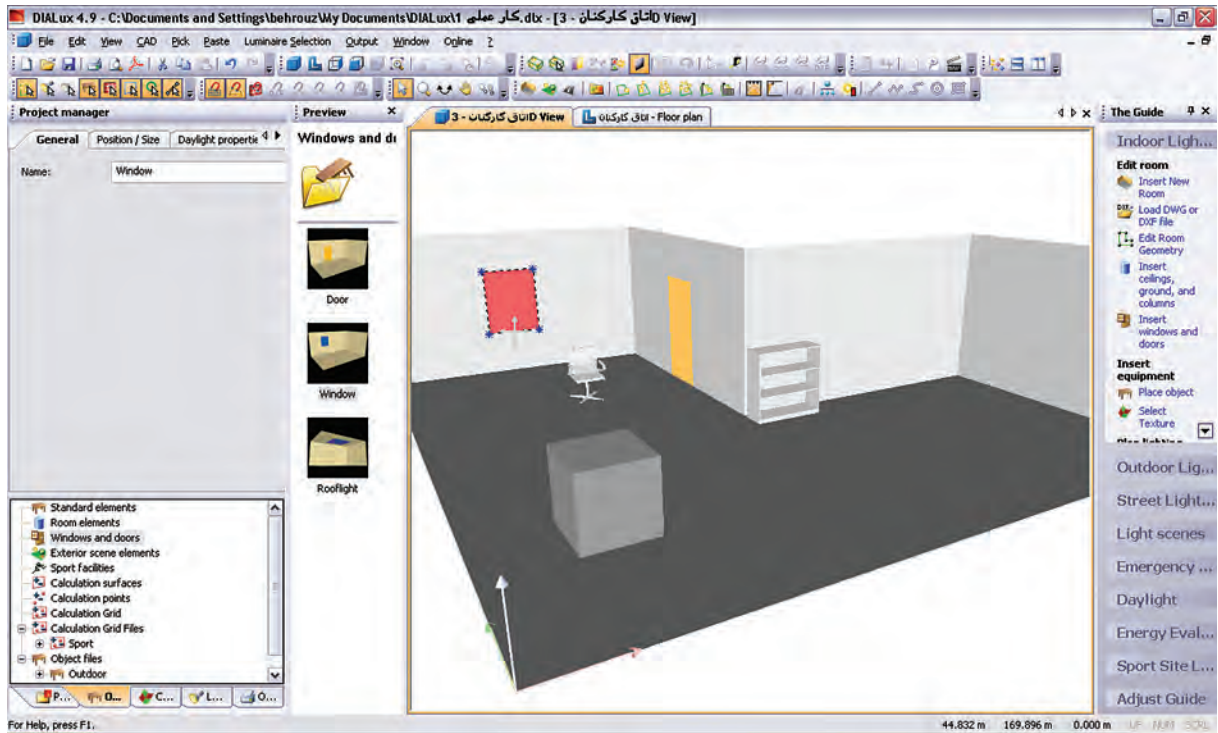 DIALux 4.9 - C:\Documents and Settings\behrouz\My Documents\DIALux\1 کار عملی.dlx - [3 - اتاق کارکنانD View]
File Edit View CAD Pick Paste Luminaire Selection Output Window Online ?
Project manager
General Position / Size Daylight propertie
Name: Window
Preview
Windows and do
Door
Window
Rooflight
3 - اتاق کارکنانD View
اتاق کارکنان - Floor plan
The Guide
Indoor Ligh...
Edit room
Insert New
Room
Load DWG or
DXF file
Edit Room
Geometry
Insert
ceilings,
ground, and
columns
Insert
windows and
doors
Insert
equipment
Place object
Select
Texture
Outdoor Lig...
Street Light...
Light scenes
Emergency ...
Daylight
Energy Eval...
Sport Site L...
Adjust Guide
Standard elements
Room elements
Windows and doors
Exterior scene elements
Sport facilities
Calculation surfaces
Calculation points
Calculation Grid
Calculation Grid Files
Sport
Object files
Outdoor
P... O... C... L... O...
For Help, press F1.
44.832 m 169.896 m 0.000 m UF NUM SCRL